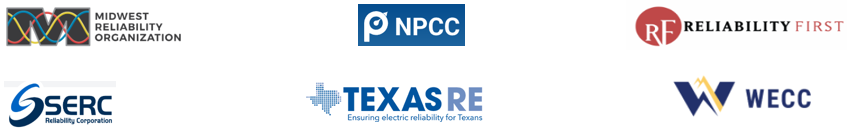 MIDWEST
RELIABILITY
ORGANIZATION
NPCC
RF RELIABILITY FIRST
SERC
Reliability Corporation
TEXAS RE
Ensuring electric reliability for Texans
WECC